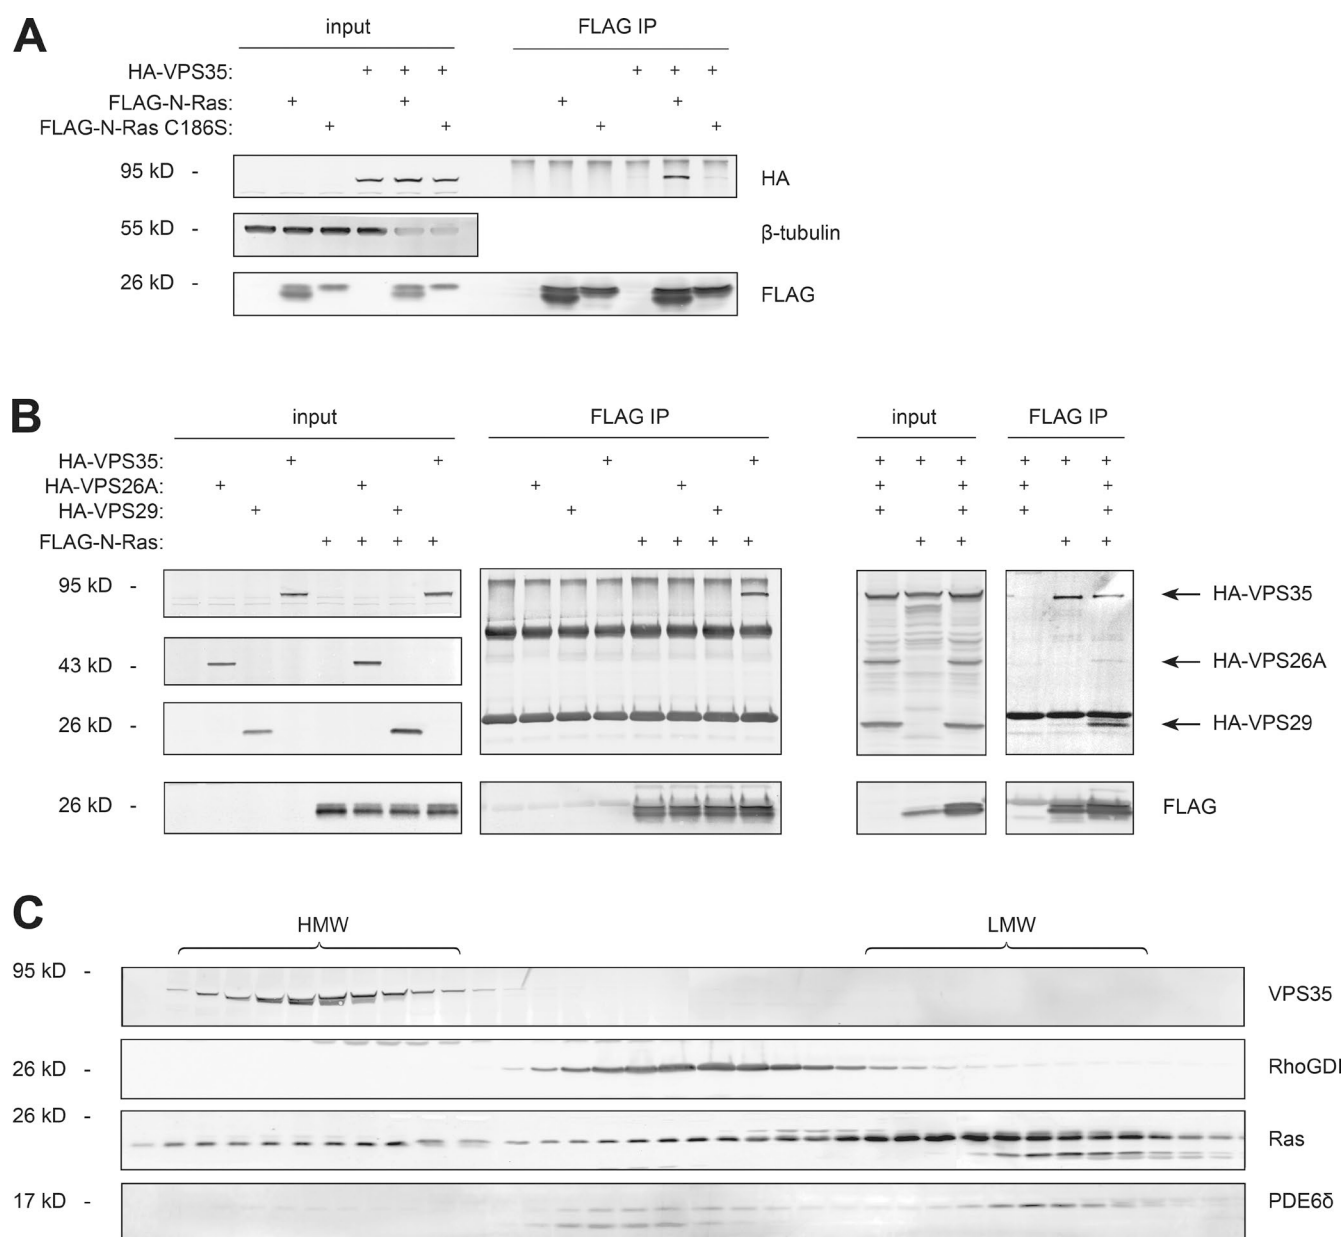 A
input FLAG IP
HA-VPS35: + + + + + +
FLAG-N-Ras: + + + +
FLAG-N-Ras C186S: + + + +
95 kD - HA
55 kD - β-tubulin
26 kD - FLAG
B
input FLAG IP input FLAG IP
HA-VPS35: + + + + + + + + + +
HA-VPS26A: + + + + + + + +
HA-VPS29: + + + + + + + +
FLAG-N-Ras: + + + + + + + + + + + +
95 kD - HA-VPS35
43 kD - HA-VPS26A
26 kD - HA-VPS29
26 kD - FLAG
C
HMW LMW
95 kD - VPS35
26 kD - RhoGDI
26 kD - Ras
17 kD - PDE6δ